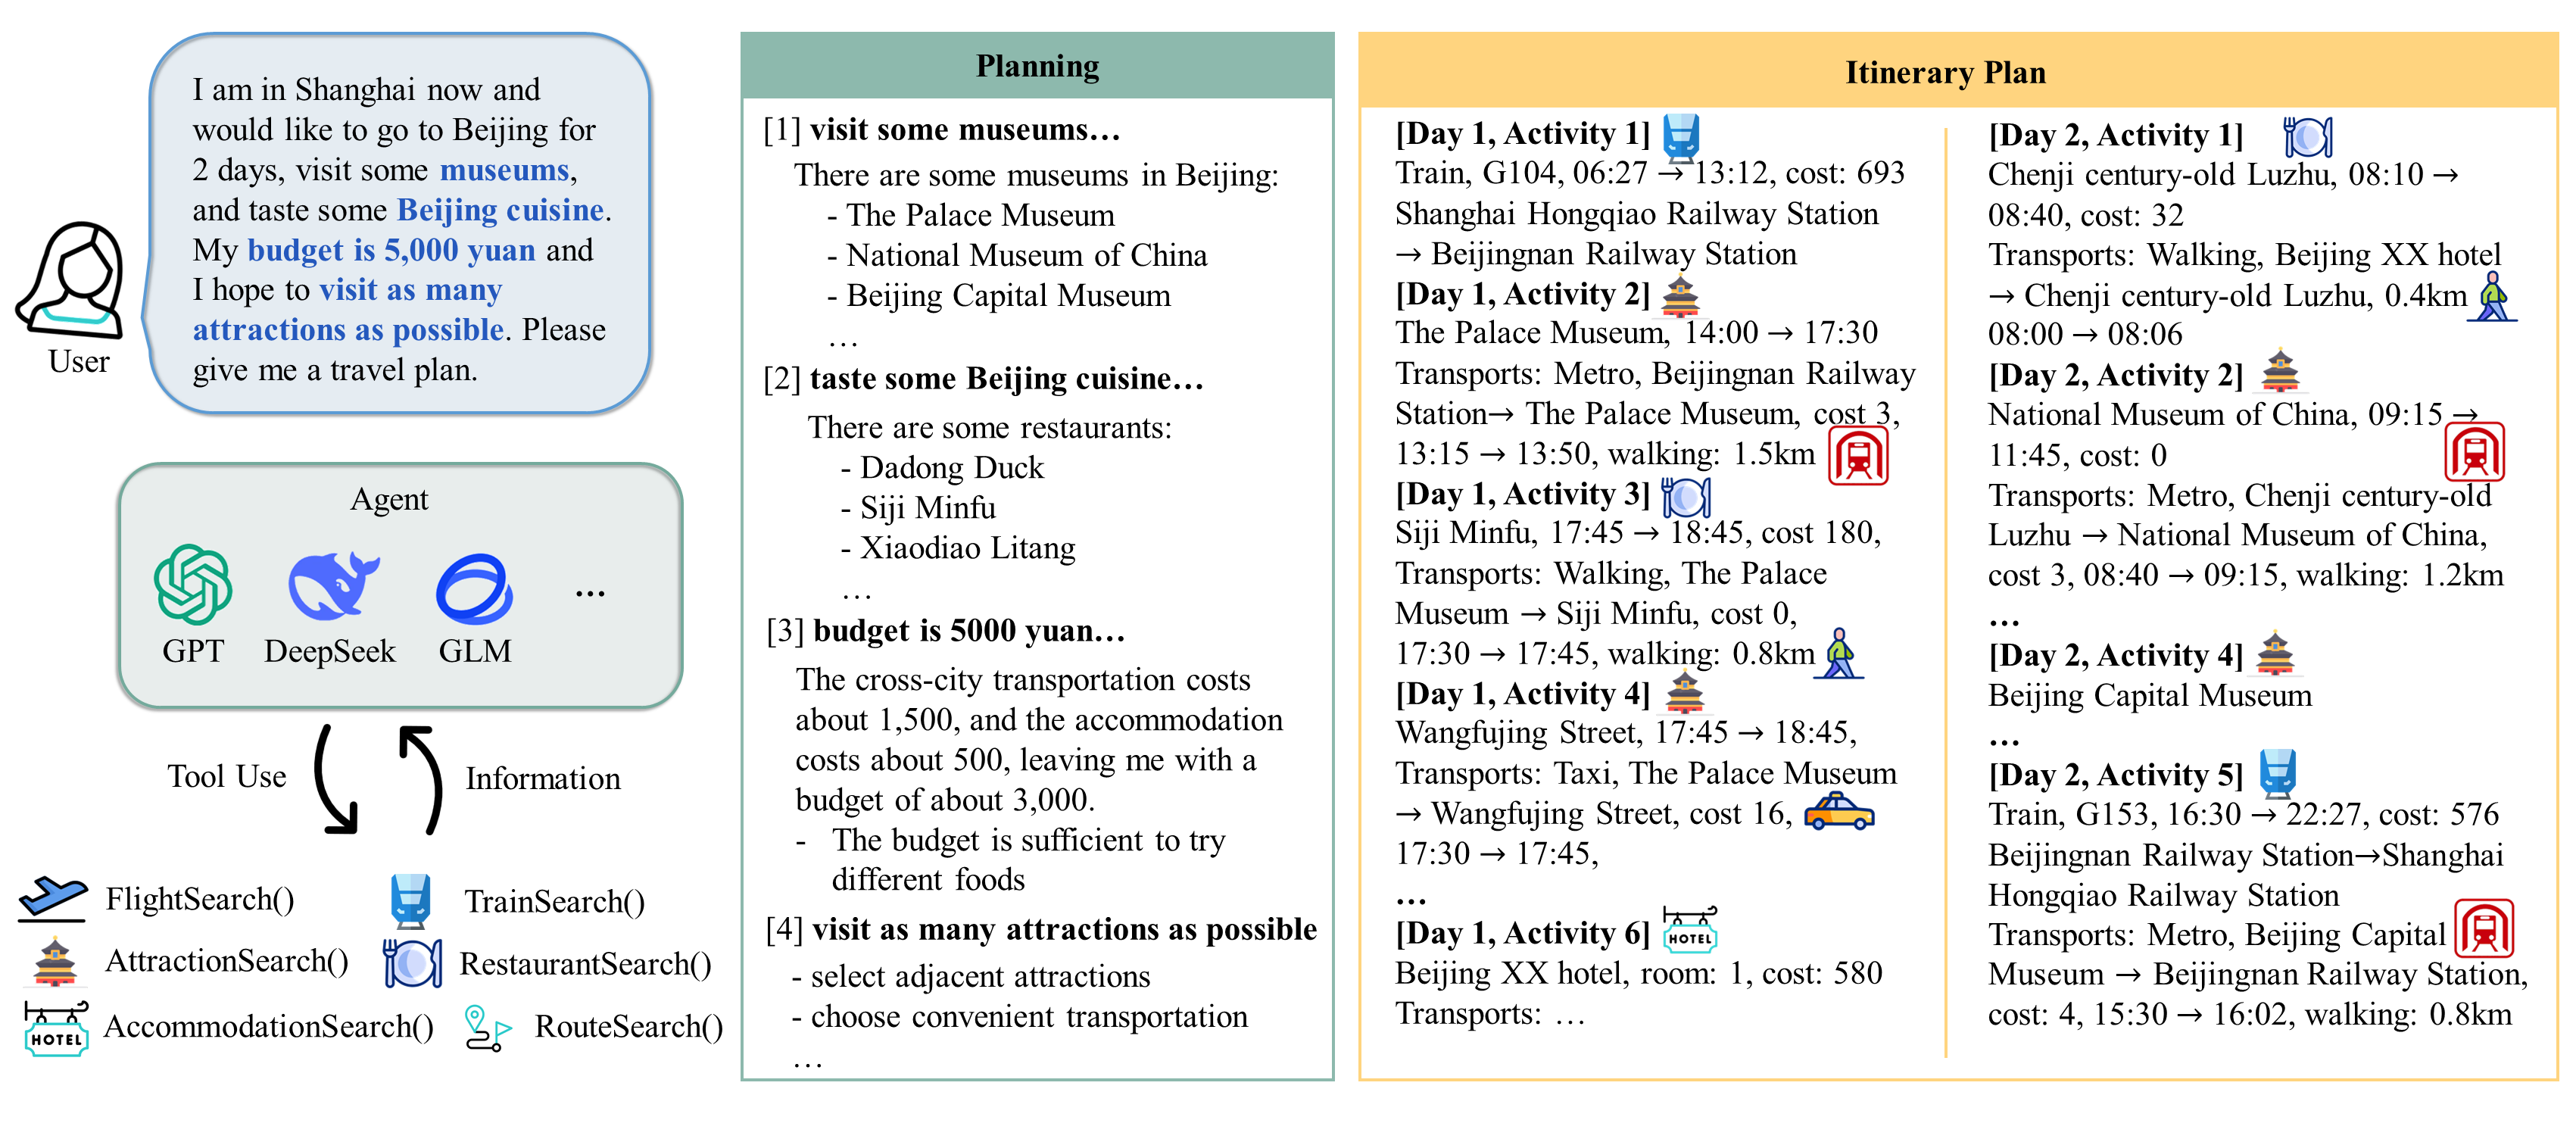 I am in Shanghai now and
would like to go to Beijing for
2 days, visit some museums,
and taste some Beijing cuisine.
My budget is 5,000 yuan and
I hope to visit as many
attractions as possible. Please
give me a travel plan.
User
Agent
GPT
DeepSeek
GLM
...
Tool Use
Information
FlightSearch()
TrainSearch()
AttractionSearch()
RestaurantSearch()
HOTEL
AccommodationSearch()
RouteSearch()
Planning
[1] visit some museums…
There are some museums in Beijing:
- The Palace Museum
- National Museum of China
- Beijing Capital Museum
…
[2] taste some Beijing cuisine…
There are some restaurants:
- Dadong Duck
- Siji Minfu
- Xiaodiao Litang
…
[3] budget is 5000 yuan…
The cross-city transportation costs
about 1,500, and the accommodation
costs about 500, leaving me with a
budget of about 3,000.
- The budget is sufficient to try
different foods
[4] visit as many attractions as possible
- select adjacent attractions
- choose convenient transportation
…
Itinerary Plan
[Day 1, Activity 1]
Train, G104, 06:27 → 13:12, cost: 693
Shanghai Hongqiao Railway Station
→ Beijingnan Railway Station
[Day 1, Activity 2]
The Palace Museum, 14:00 → 17:30
Transports: Metro, Beijingnan Railway
Station→ The Palace Museum, cost 3,
13:15 → 13:50, walking: 1.5km
[Day 1, Activity 3]
Siji Minfu, 17:45 → 18:45, cost 180,
Transports: Walking, The Palace
Museum → Siji Minfu, cost 0,
17:30 → 17:45, walking: 0.8km
[Day 1, Activity 4]
Wangfujing Street, 17:45 → 18:45,
Transports: Taxi, The Palace Museum
→ Wangfujing Street, cost 16,
17:30 → 17:45,
…
[Day 1, Activity 6]
HOTEL
Beijing XX hotel, room: 1, cost: 580
Transports: …
[Day 2, Activity 1]
Chenji century-old Luzhu, 08:10 →
08:40, cost: 32
Transports: Walking, Beijing XX hotel
→ Chenji century-old Luzhu, 0.4km
08:00 → 08:06
[Day 2, Activity 2]
National Museum of China, 09:15 →
11:45, cost: 0
Transports: Metro, Chenji century-old
Luzhu → National Museum of China,
cost 3, 08:40 → 09:15, walking: 1.2km
…
[Day 2, Activity 4]
Beijing Capital Museum
…
[Day 2, Activity 5]
Train, G153, 16:30 → 22:27, cost: 576
Beijingnan Railway Station→Shanghai
Hongqiao Railway Station
Transports: Metro, Beijing Capital
Museum → Beijingnan Railway Station,
cost: 4, 15:30 → 16:02, walking: 0.8km